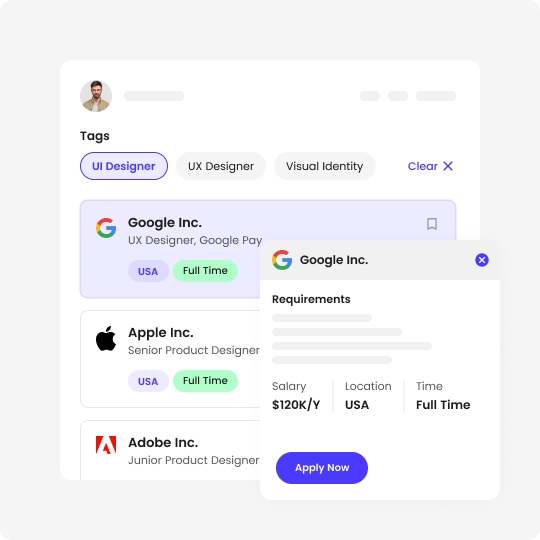 Tags
UI Designer
UX Designer
Visual Identity
Clear
Google Inc.
UX Designer, Google Pay
USA
Full Time
Apple Inc.
Senior Product Designer
USA
Full Time
Adobe Inc.
Junior Product Designer
Google Inc.
Requirements
Salary
Location
Time
$120K/Y
USA
Full Time
Apply Now